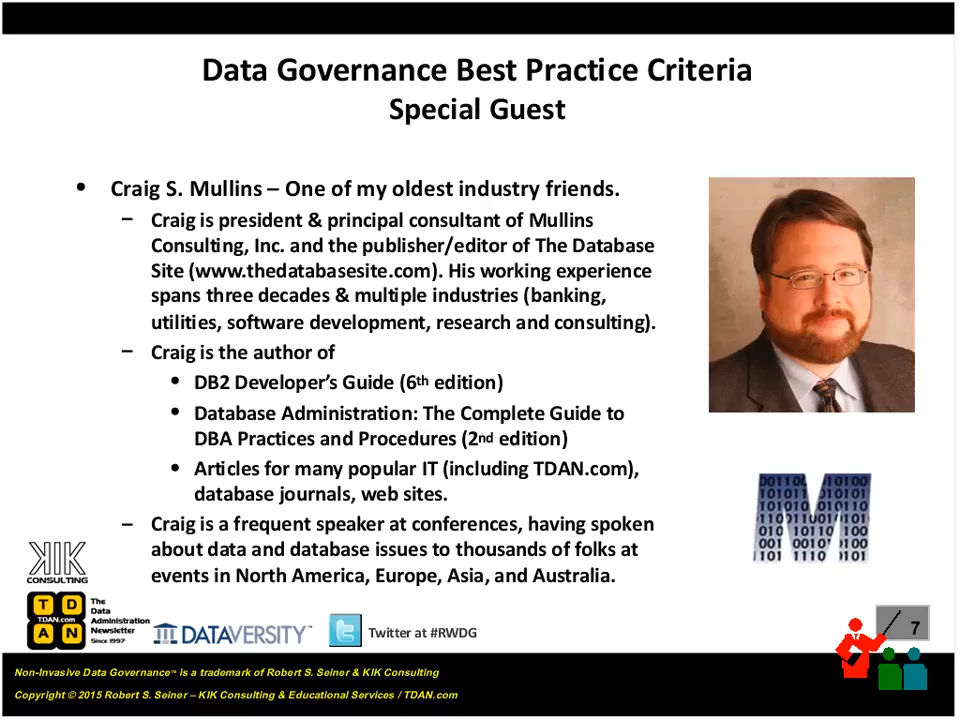 Data Governance Best Practice Criteria
Special Guest
• Craig S. Mullins – One of my oldest industry friends.
– Craig is president & principal consultant of Mullins
Consulting, Inc. and the publisher/editor of The Database
Site (www.thedatabasesite.com). His working experience
spans three decades & multiple industries (banking,
utilities, software development, research and consulting).
– Craig is the author of
• DB2 Developer's Guide (6th edition)
• Database Administration: The Complete Guide to
DBA Practices and Procedures (2nd edition)
• Articles for many popular IT (including TDAN.com),
database journals, web sites.
– Craig is a frequent speaker at conferences, having spoken
about data and database issues to thousands of folks at
events in North America, Europe, Asia, and Australia.
KIK
CONSULTING
T D
TDAN.com
A N
The
Data
Administration
Newsletter
Since 1997
DATAVERSITY™
Twitter at #RWDG
7
Non-Invasive Data Governance™ is a trademark of Robert S. Seiner & KIK Consulting
Copyright © 2015 Robert S. Seiner – KIK Consulting & Educational Services / TDAN.com